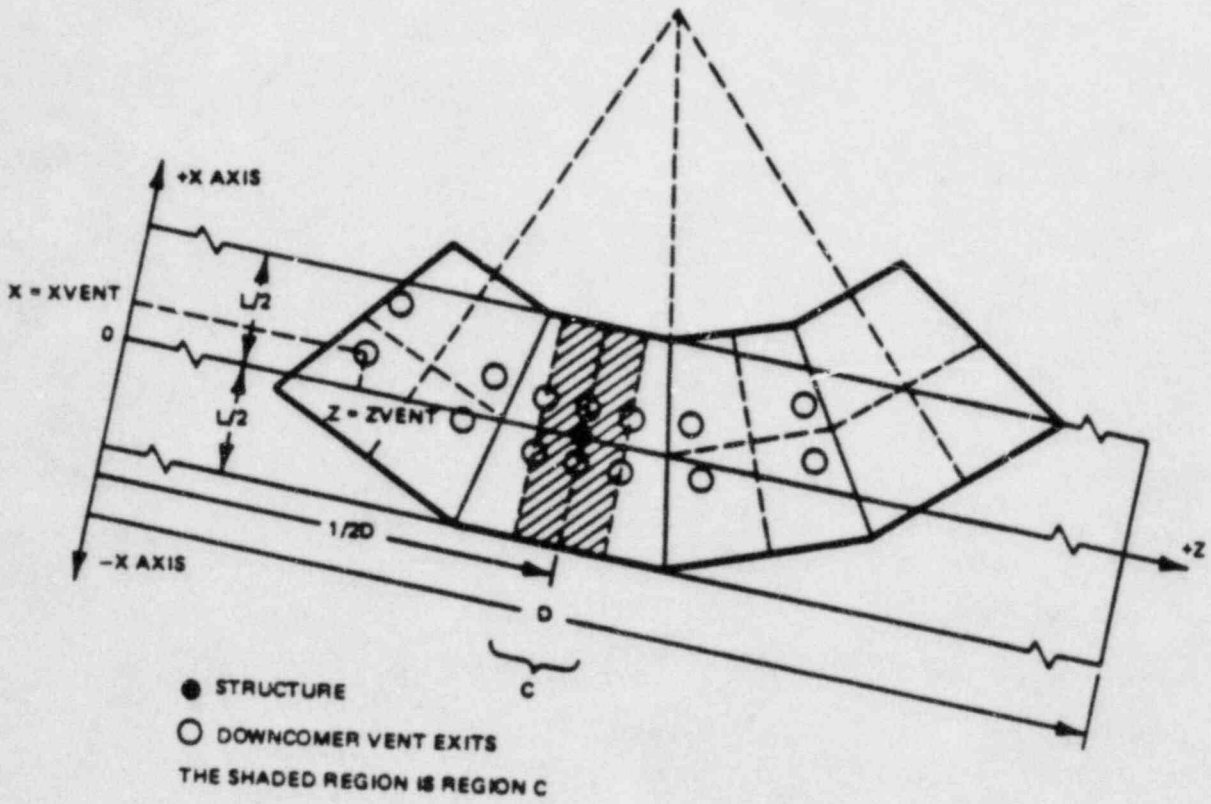 +X AXIS
X = XVENT
L/2
0
L/2
Z = ZVENT
1/2D
+Z
-X AXIS
D
C
● STRUCTURE
○ DOWNCOMER VENT EXITS
THE SHADED REGION IS REGION C